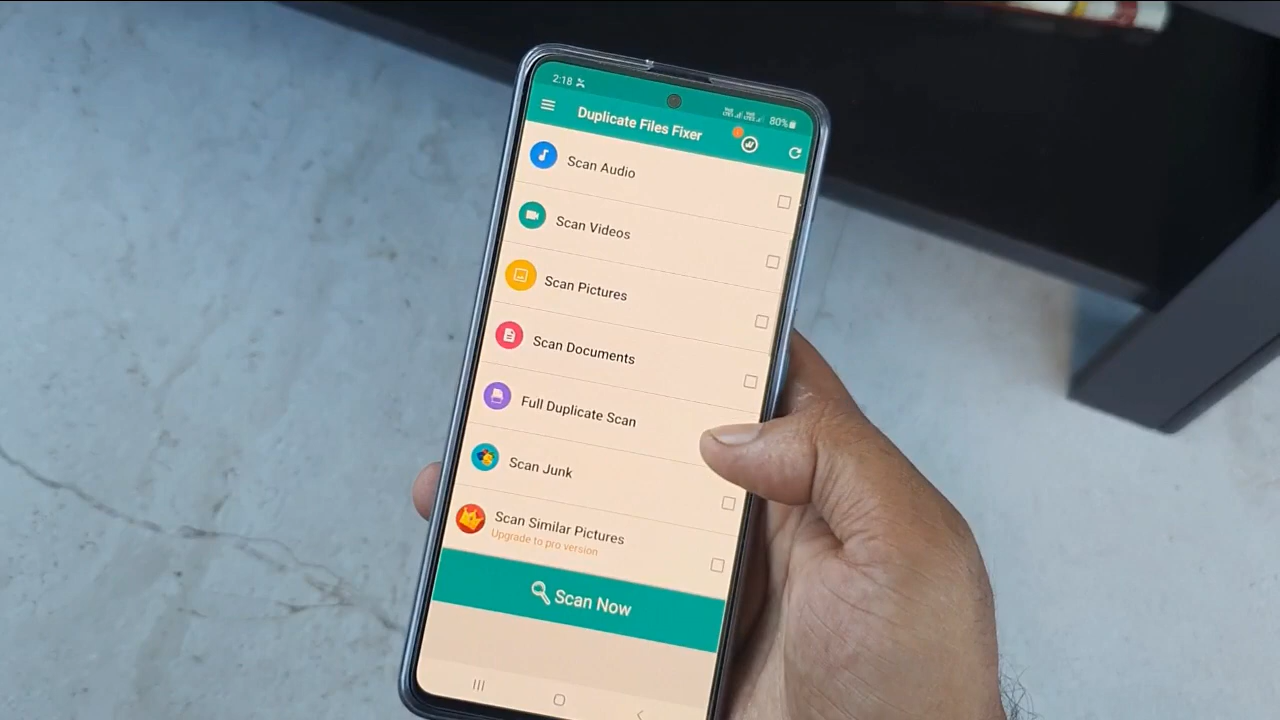 2:18
80%
Duplicate Files Fixer
Scan Audio
Scan Videos
Scan Pictures
Scan Documents
Full Duplicate Scan
Scan Junk
Scan Similar Pictures
Upgrade to pro version
Scan Now